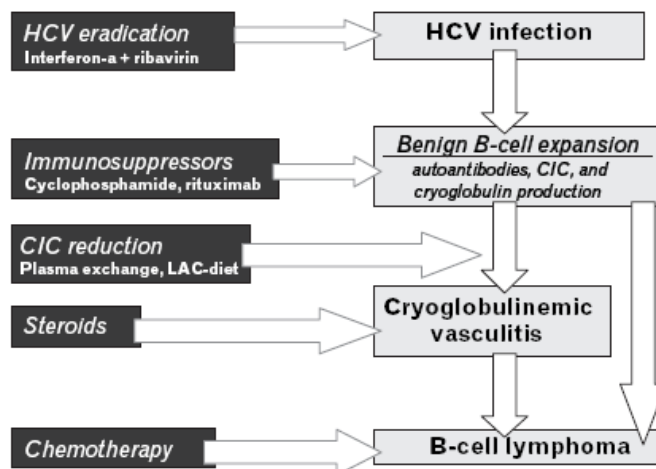 HCV eradication
Interferon-a + ribavirin
HCV infection
Immunosuppressors
Cyclophosphamide, rituximab
Benign B-cell expansion
autoantibodies, CIC, and
cryoglobulin production
CIC reduction
Plasma exchange, LAC-diet
Steroids
Cryoglobulinemic
vasculitis
Chemotherapy
B-cell lymphoma